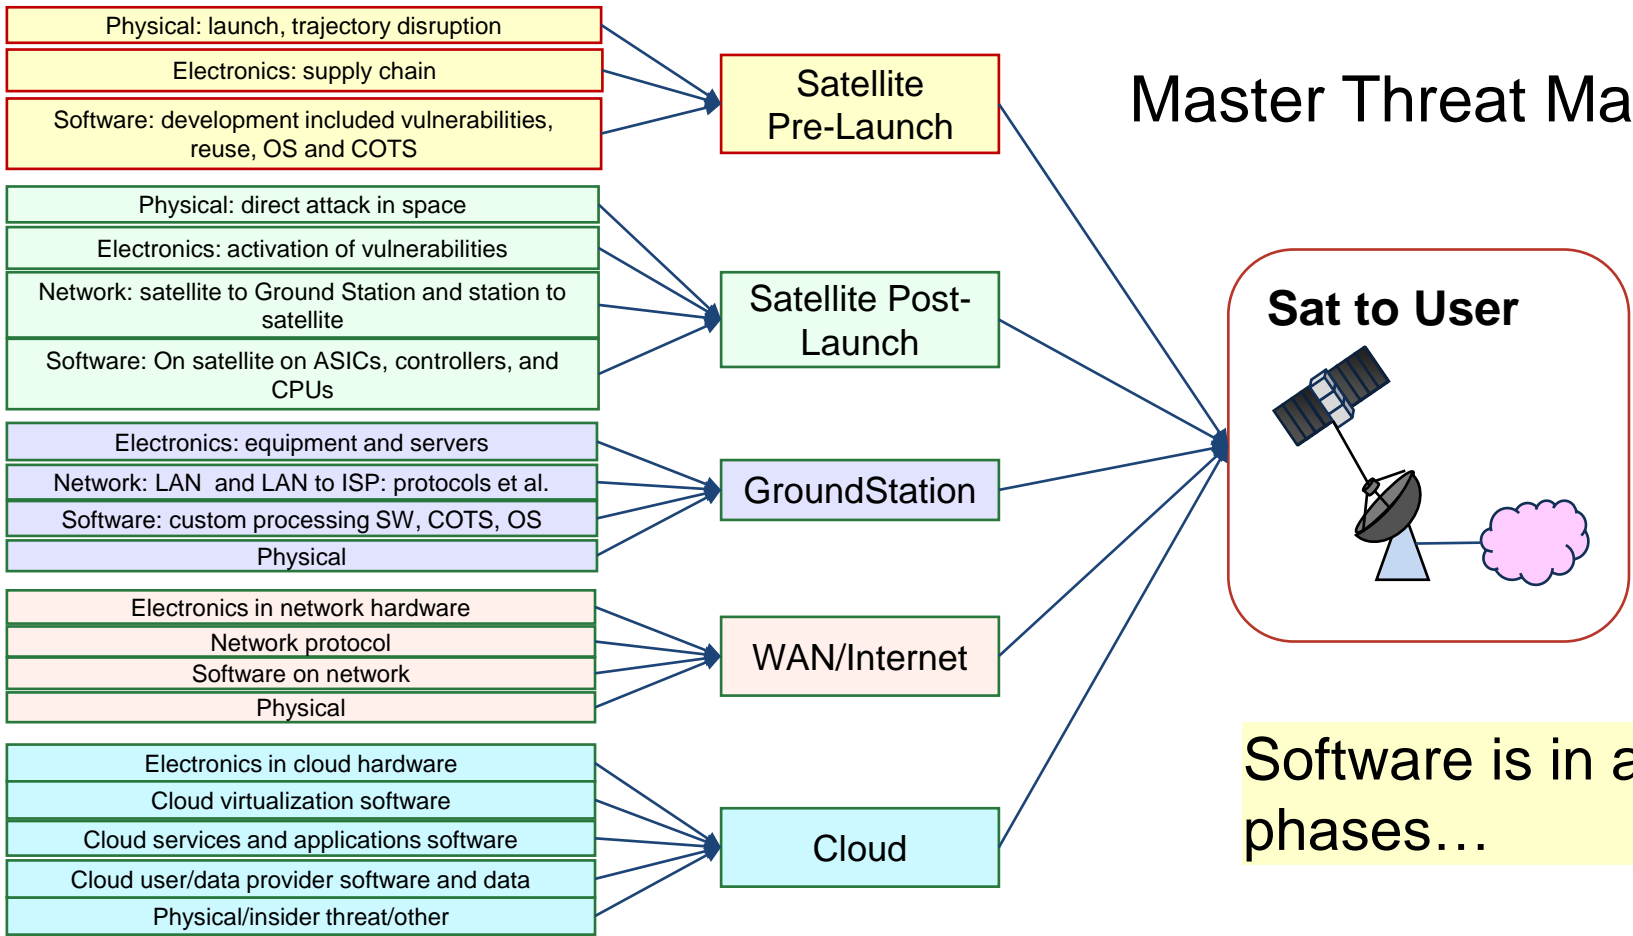 Physical: launch, trajectory disruption
Electronics: supply chain
Software: development included vulnerabilities,
reuse, OS and COTS
Satellite
Pre-Launch
Master Threat Ma
Physical: direct attack in space
Electronics: activation of vulnerabilities
Network: satellite to Ground Station and station to
satellite
Software: On satellite on ASICs, controllers, and
CPUs
Satellite Post-
Launch
Sat to User
Electronics: equipment and servers
Network: LAN and LAN to ISP: protocols et al.
Software: custom processing SW, COTS, OS
Physical
GroundStation
Electronics in network hardware
Network protocol
Software on network
Physical
WAN/Internet
Electronics in cloud hardware
Cloud virtualization software
Cloud services and applications software
Cloud user/data provider software and data
Physical/insider threat/other
Cloud
Software is in a
phases…